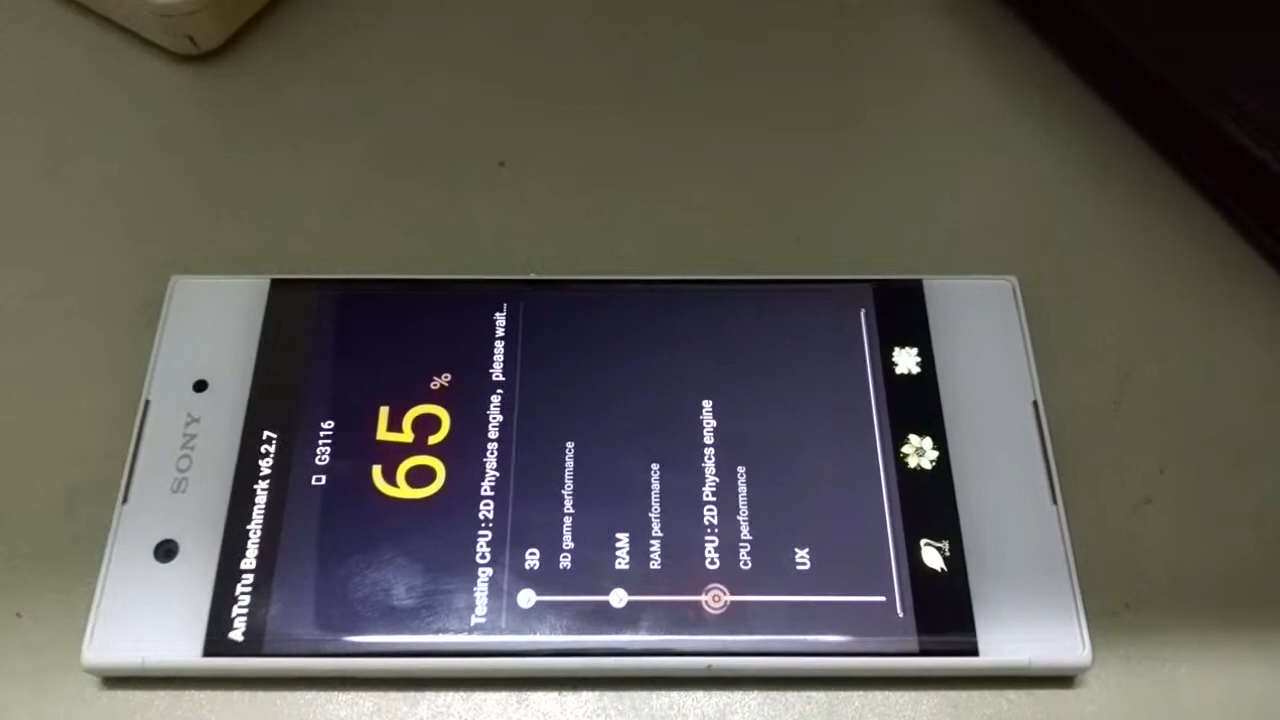 SONY
AnTuTu Benchmark v6.2.7
G3116
65%
Testing CPU : 2D Physics engine, please wait...
3D
3D game performance
RAM
RAM performance
CPU : 2D Physics engine
CPU performance
UX